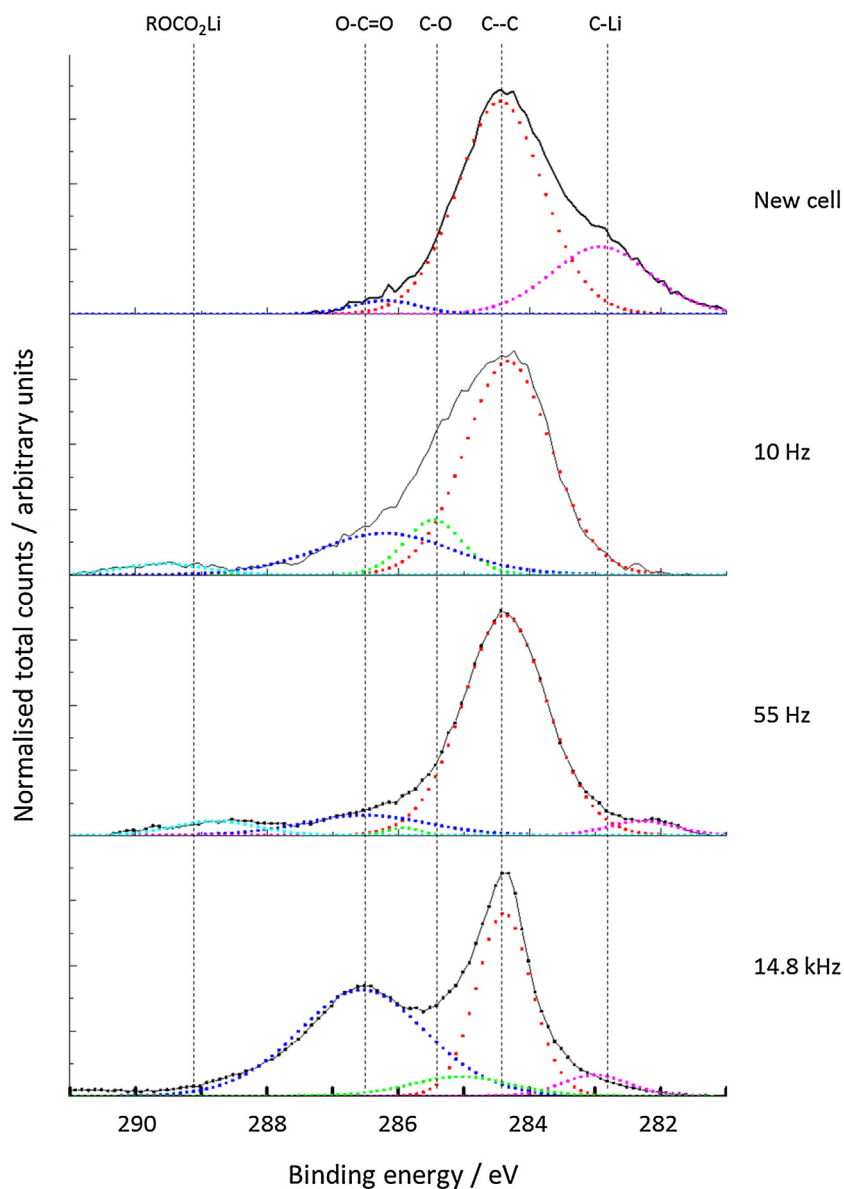 ROCO₂Li O-C=O C-O C--C C-Li
New cell
10 Hz
55 Hz
14.8 kHz
Normalised total counts / arbitrary units
290 288 286 284 282
Binding energy / eV